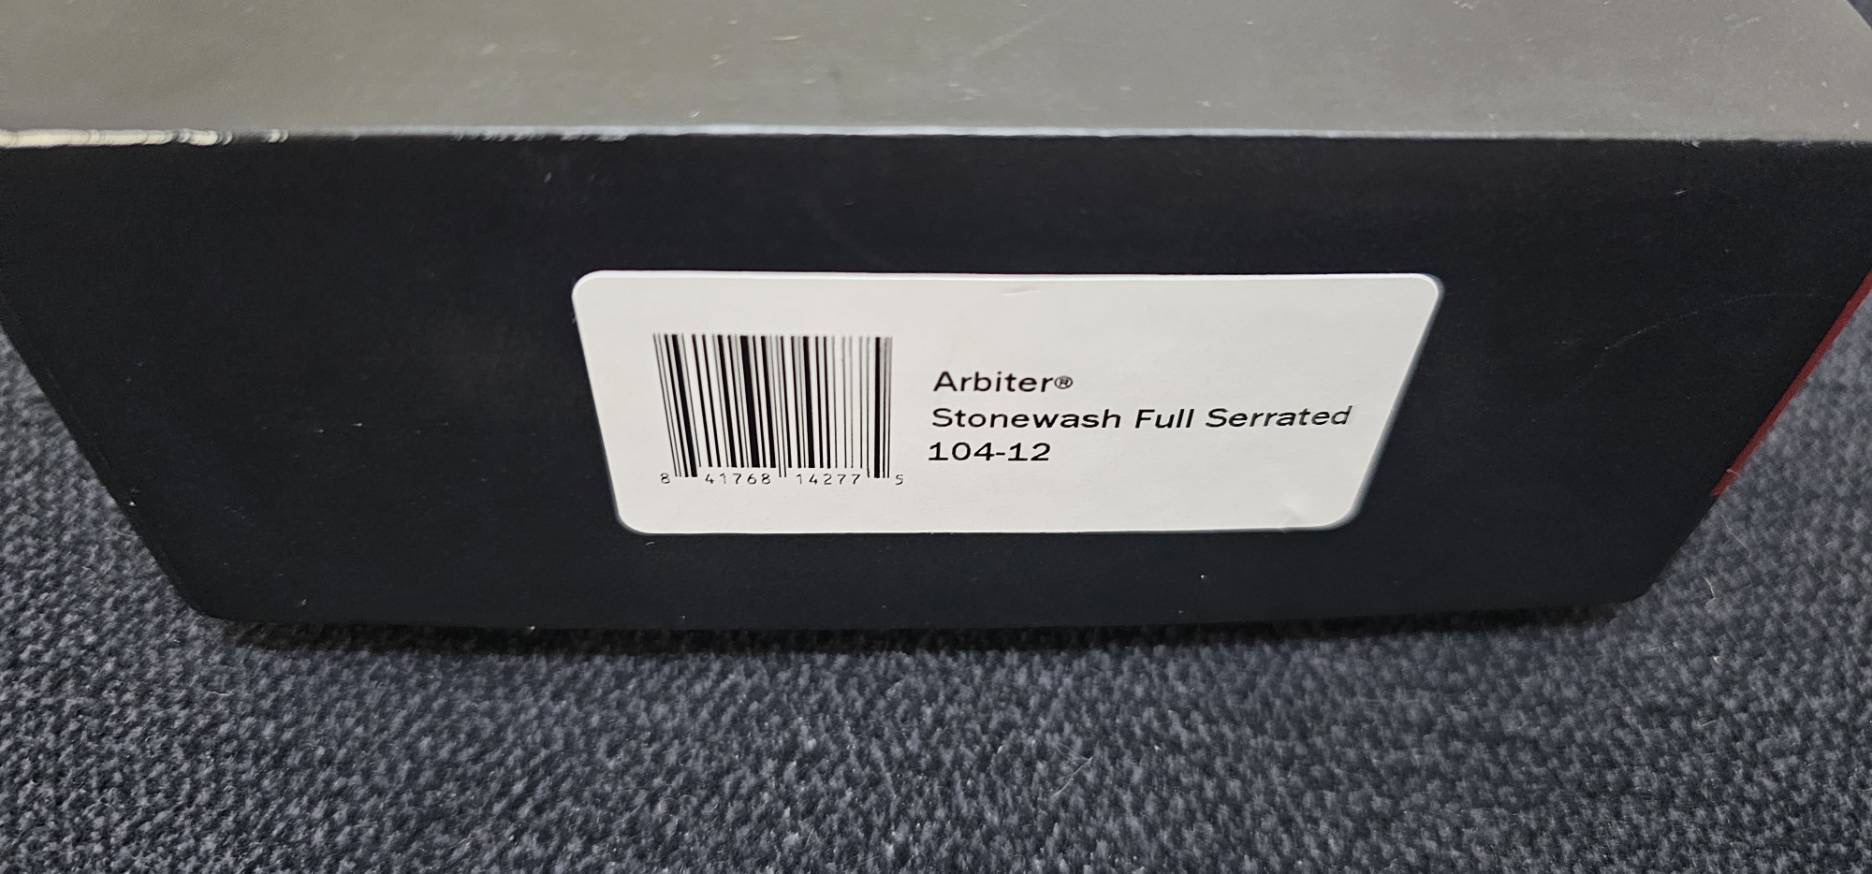 Arbiter®
Stonewash Full Serrated
104-12
8 41768 14277 5